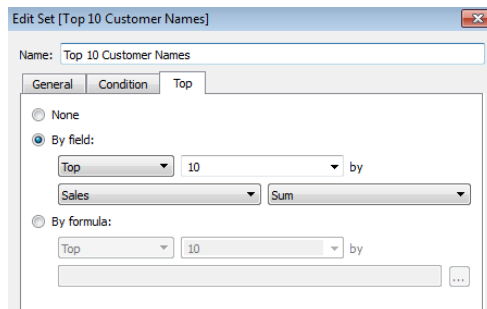 Edit Set [Top 10 Customer Names]
Name: Top 10 Customer Names
General Condition Top
None
By field:
Top 10 by
Sales Sum
By formula:
Top 10 by
...